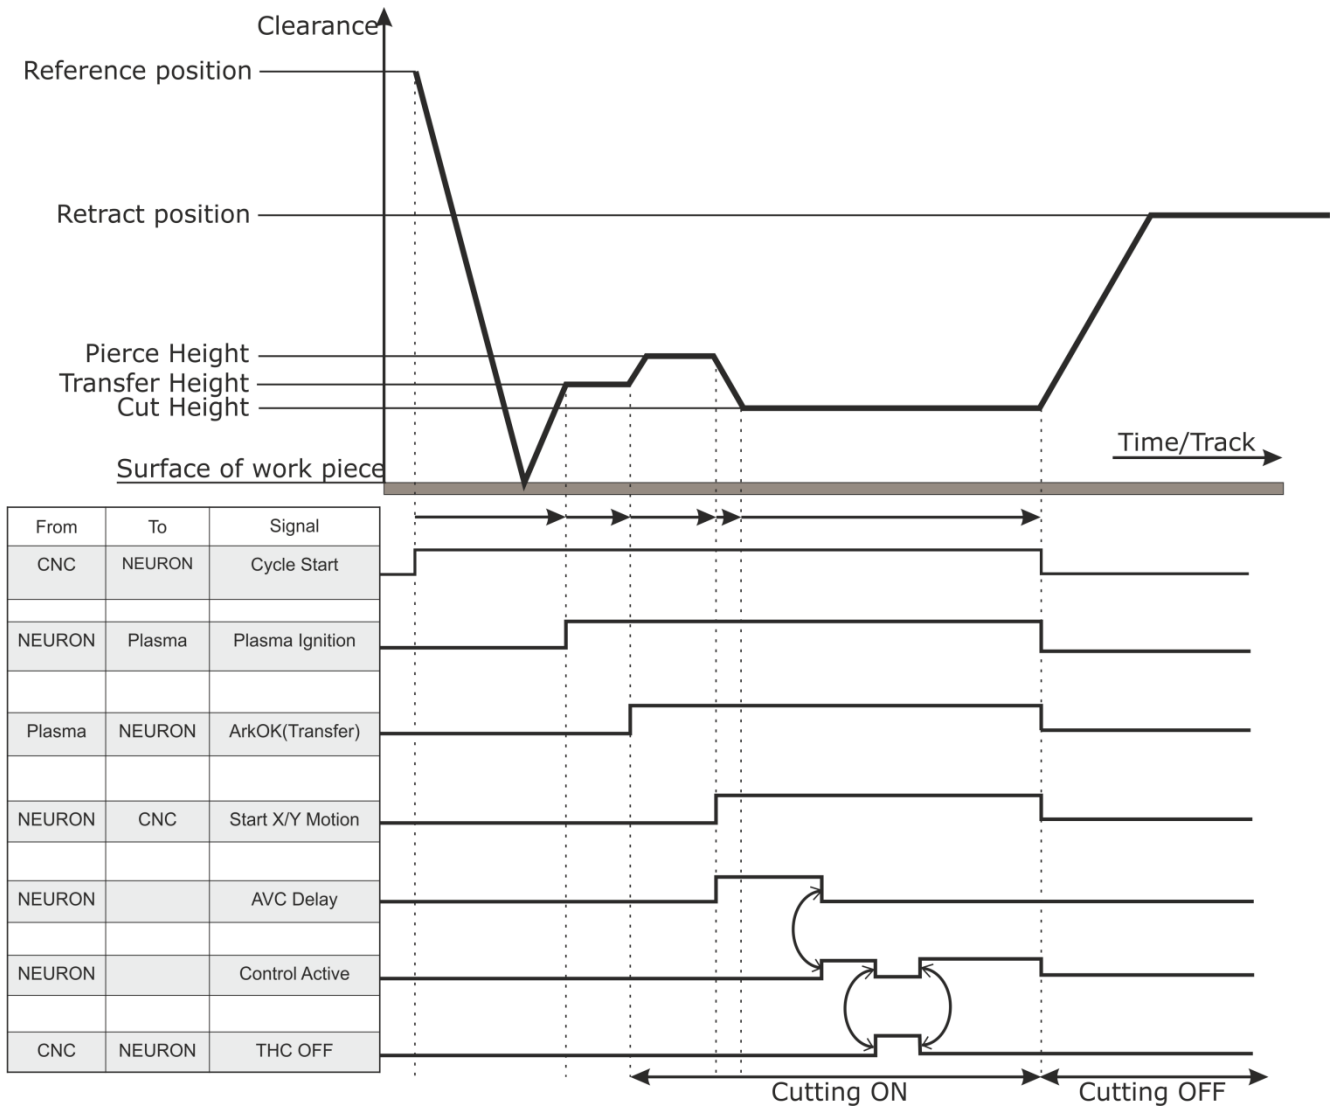 Clearance
Reference position
Retract position
Pierce Height
Transfer Height
Cut Height
Time/Track
Surface of work piece
From To Signal
CNC NEURON Cycle Start
NEURON Plasma Plasma Ignition
Plasma NEURON ArkOK(Transfer)
NEURON CNC Start X/Y Motion
NEURON AVC Delay
NEURON Control Active
CNC NEURON THC OFF
Cutting ON Cutting OFF